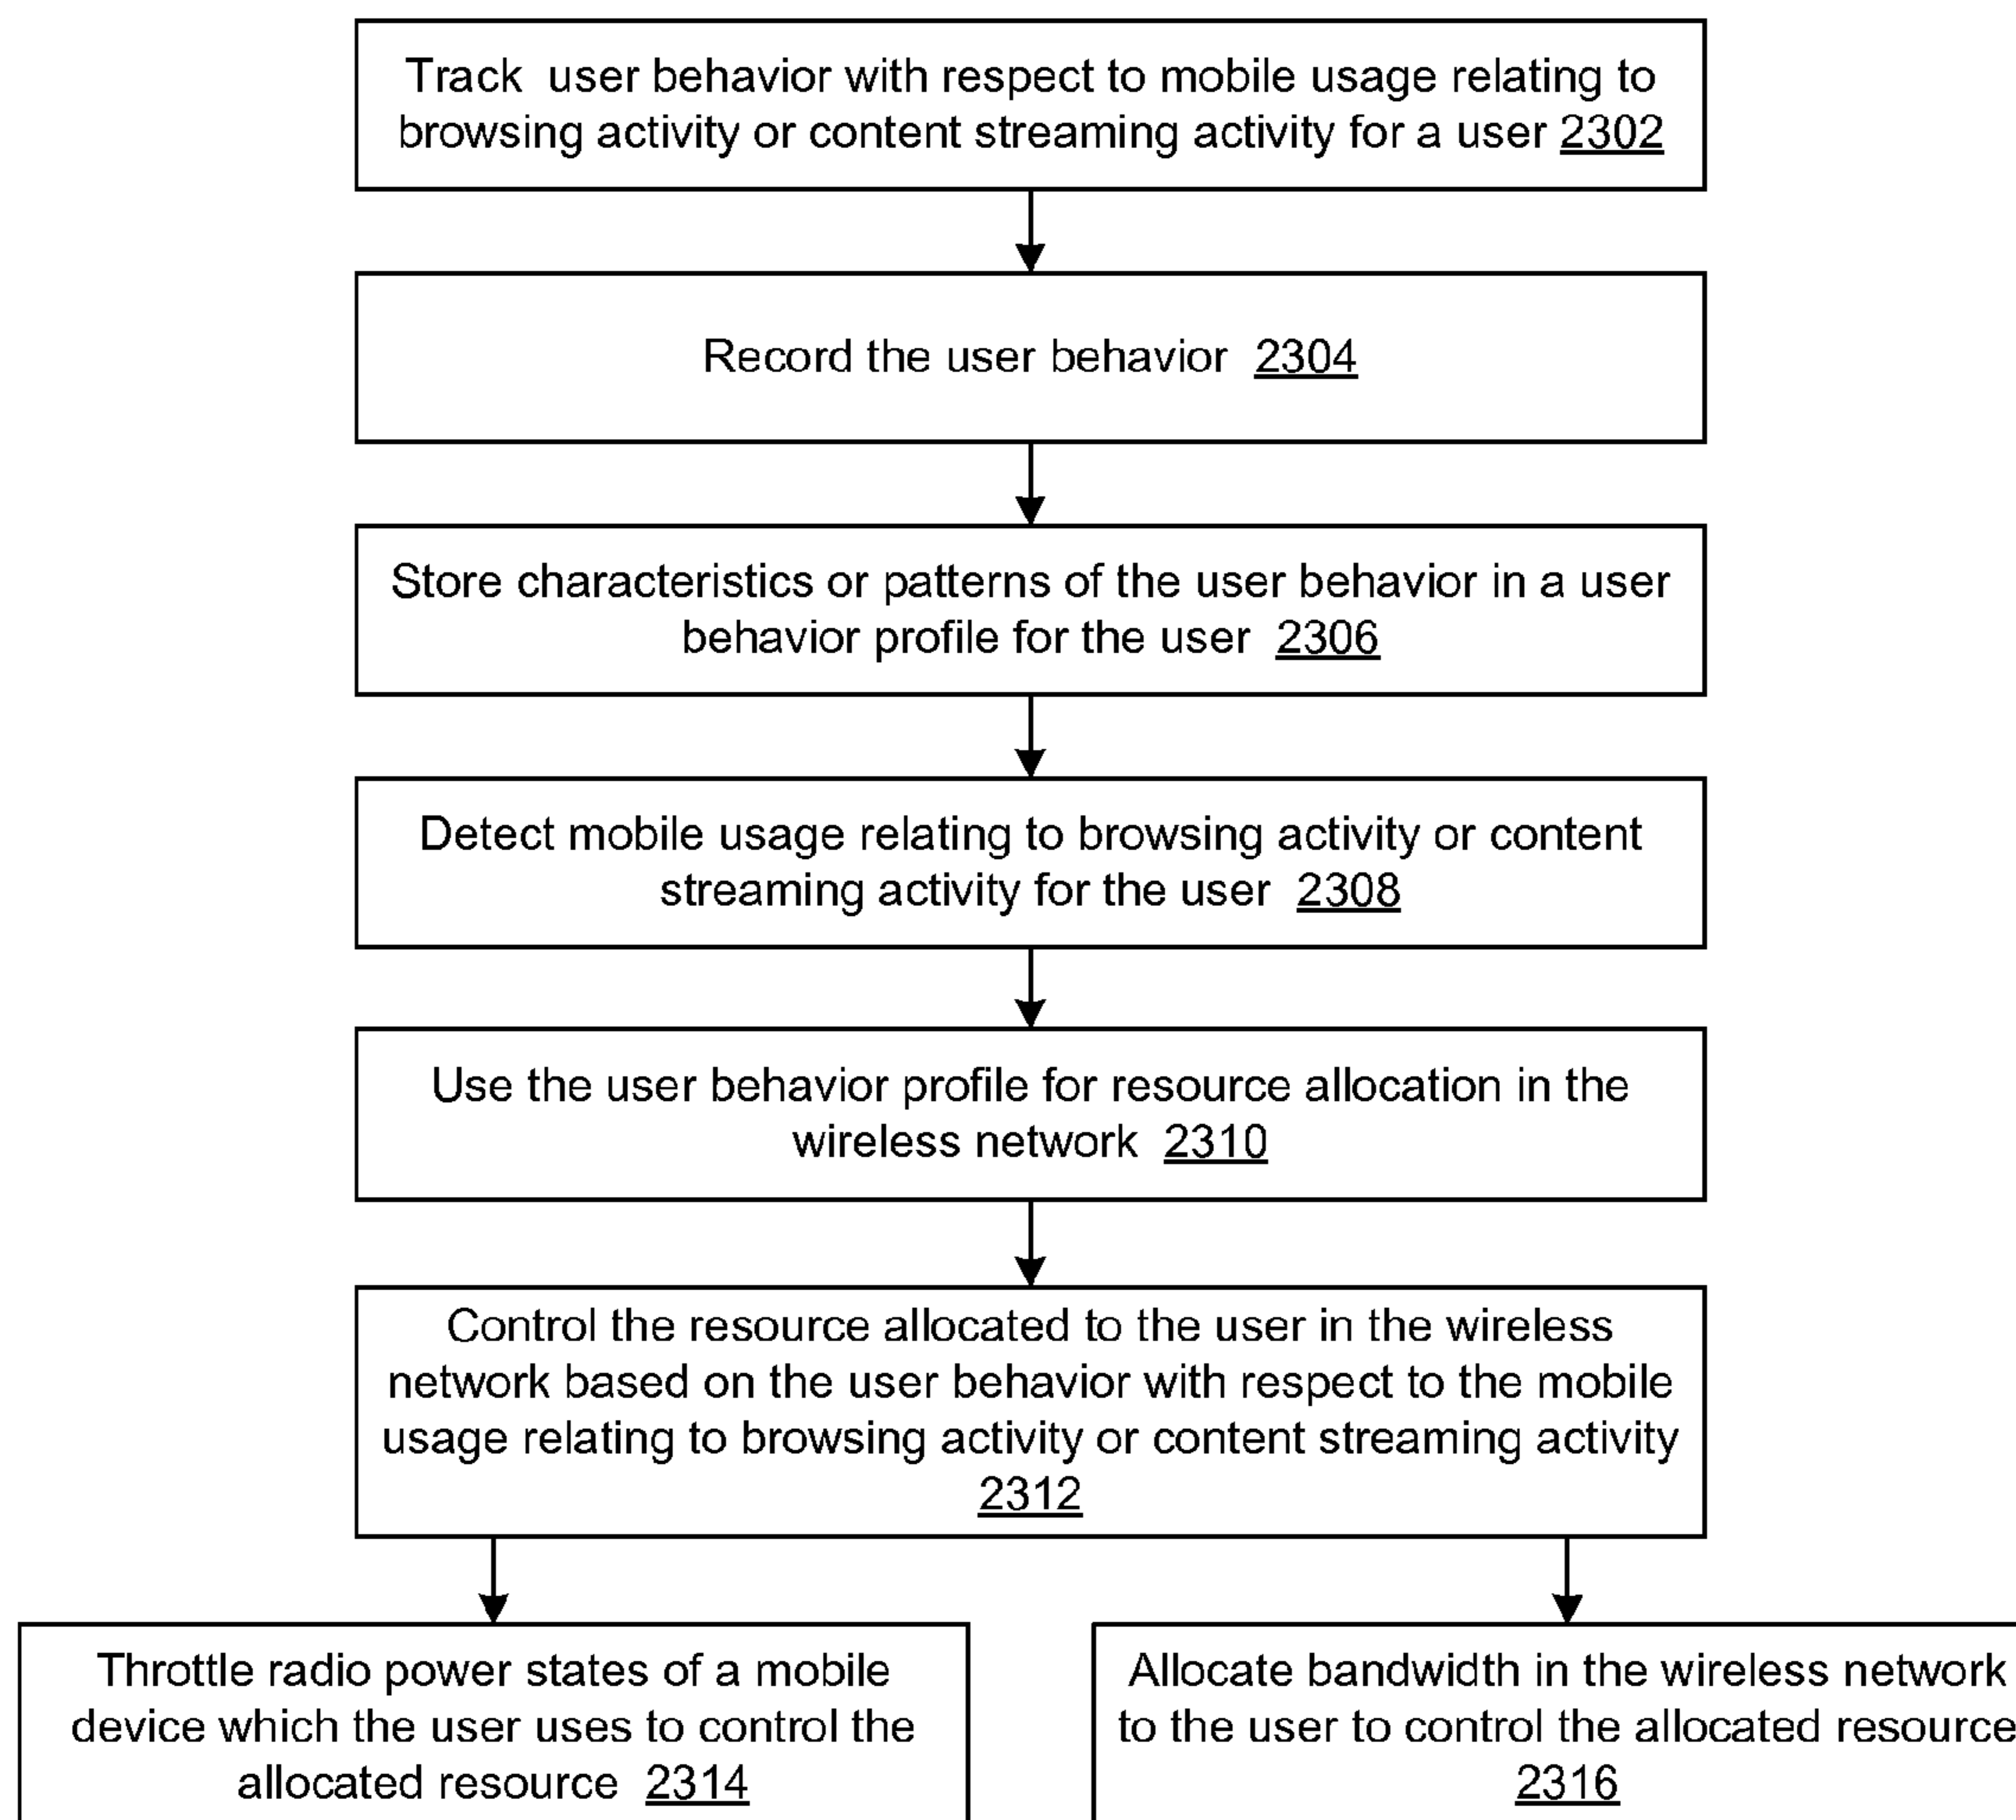 Track user behavior with respect to mobile usage relating to
browsing activity or content streaming activity for a user 2302
Record the user behavior 2304
Store characteristics or patterns of the user behavior in a user
behavior profile for the user 2306
Detect mobile usage relating to browsing activity or content
streaming activity for the user 2308
Use the user behavior profile for resource allocation in the
wireless network 2310
Control the resource allocated to the user in the wireless
network based on the user behavior with respect to the mobile
usage relating to browsing activity or content streaming activity
2312
Throttle radio power states of a mobile
device which the user uses to control the
allocated resource 2314
Allocate bandwidth in the wireless network
to the user to control the allocated resource
2316